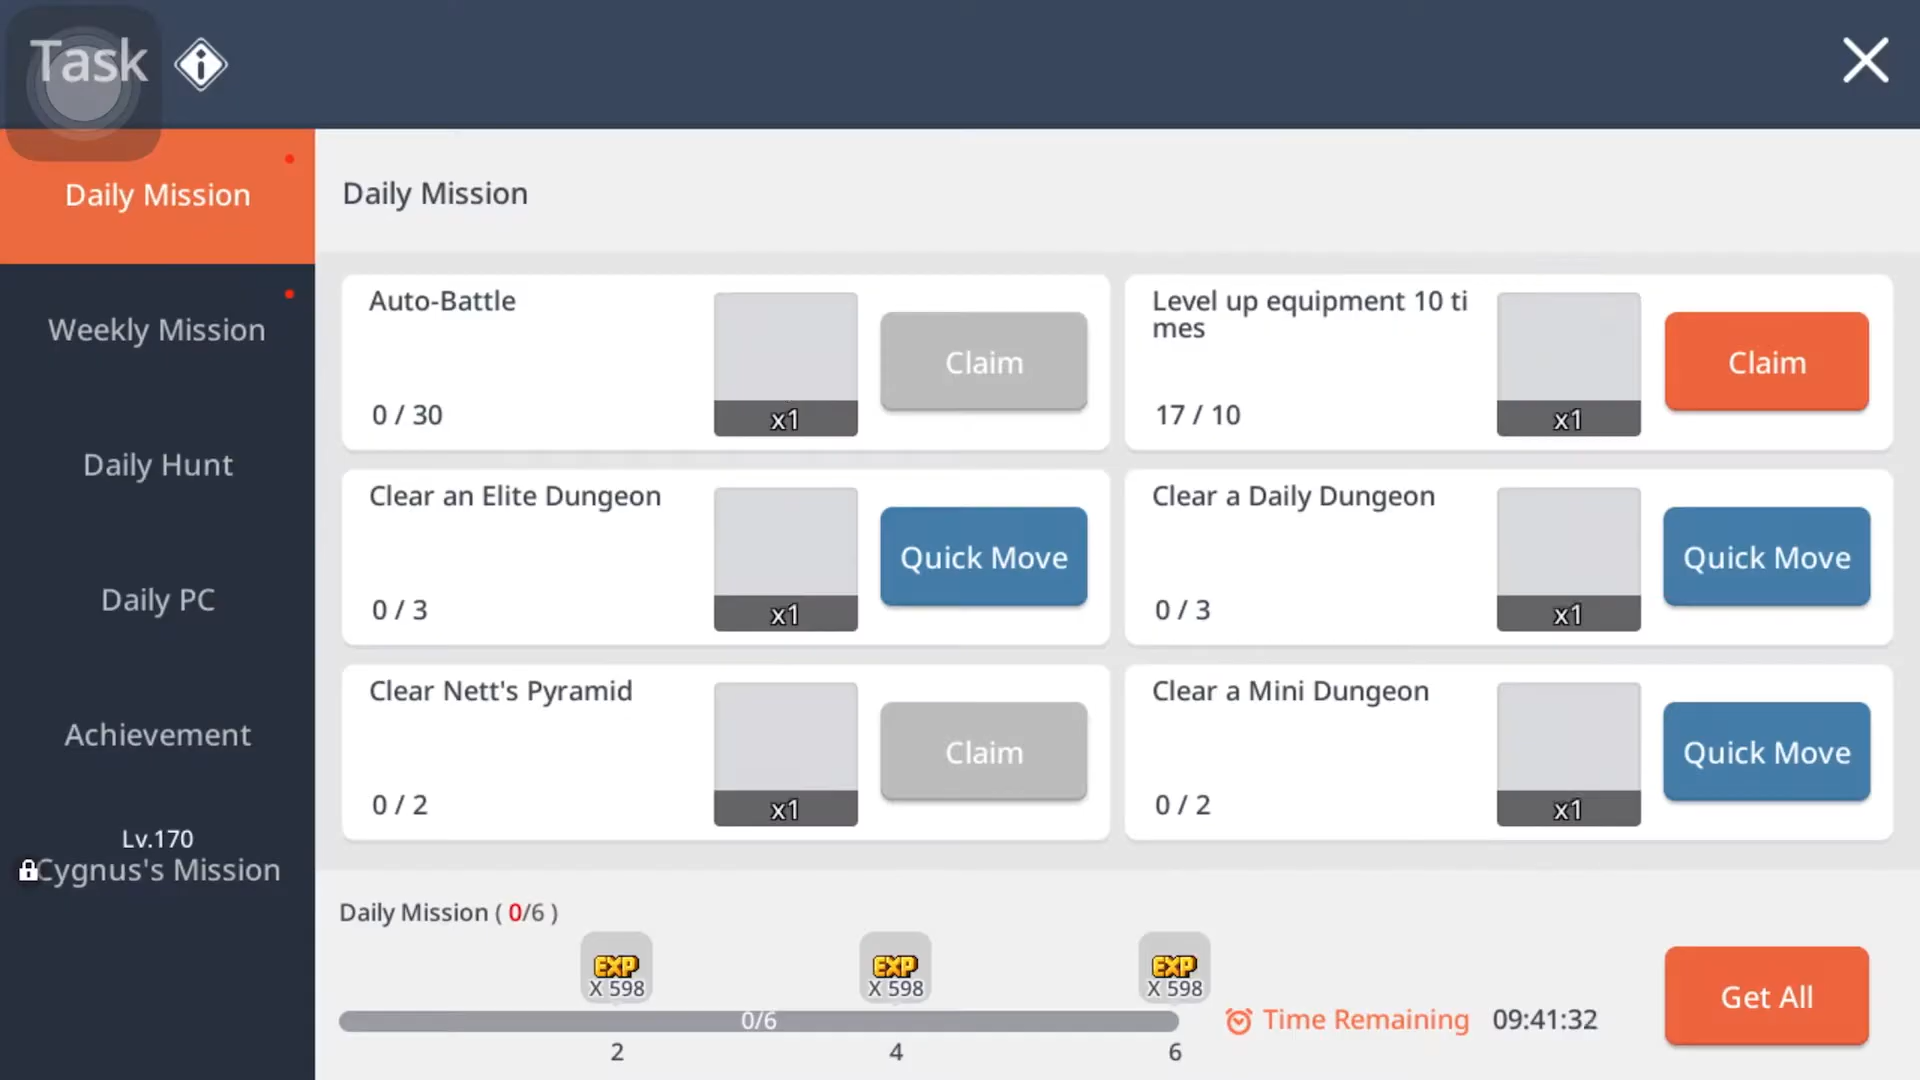 Task
Daily Mission
Weekly Mission
Daily Hunt
Daily PC
Achievement
Lv.170
Cygnus's Mission
Daily Mission
Auto-Battle
0 / 30
x1
Claim
Level up equipment 10 ti
mes
17 / 10
x1
Claim
Clear an Elite Dungeon
0 / 3
x1
Quick Move
Clear a Daily Dungeon
0 / 3
x1
Quick Move
Clear Nett's Pyramid
0 / 2
x1
Claim
Clear a Mini Dungeon
0 / 2
x1
Quick Move
Daily Mission ( 0/6 )
EXP
X 598
EXP
X 598
EXP
X 598
0/6
2
4
6
Time Remaining 09:41:32
Get All